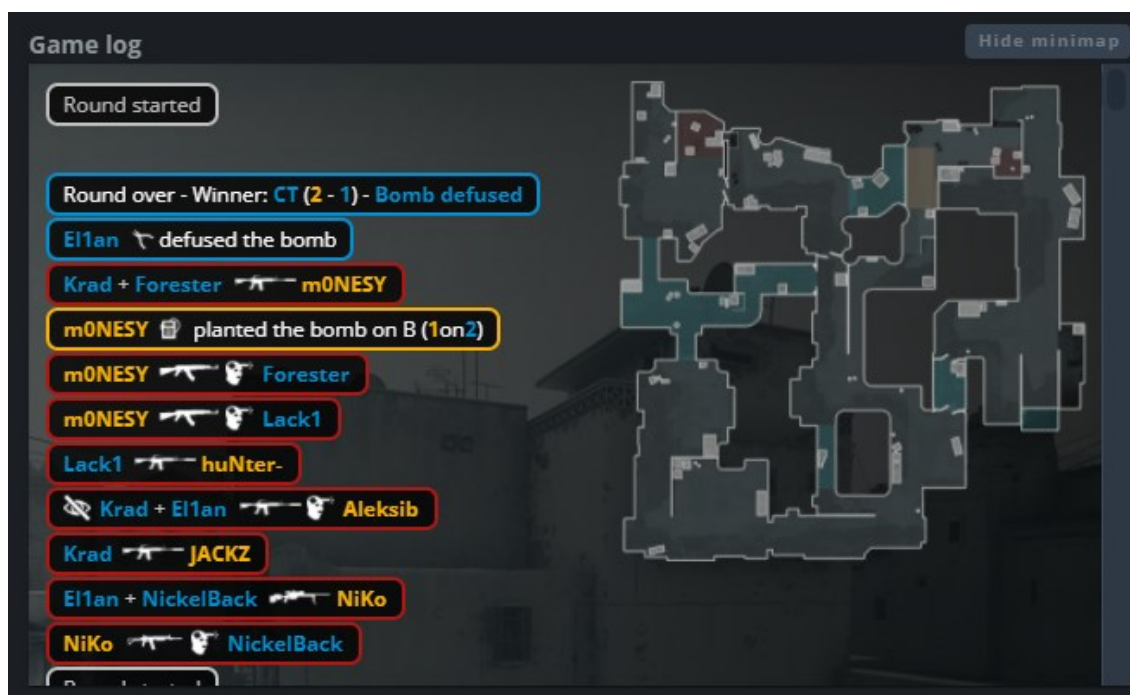 Game log
Hide minimap
Round started
Round over - Winner: CT (2 - 1) - Bomb defused
El1an defused the bomb
Krad + Forester m0NESY
m0NESY planted the bomb on B (1on2)
m0NESY Forester
m0NESY Lack1
Lack1 huNter-
Krad + El1an Aleksib
Krad JACKZ
El1an + NickelBack NiKo
NiKo NickelBack